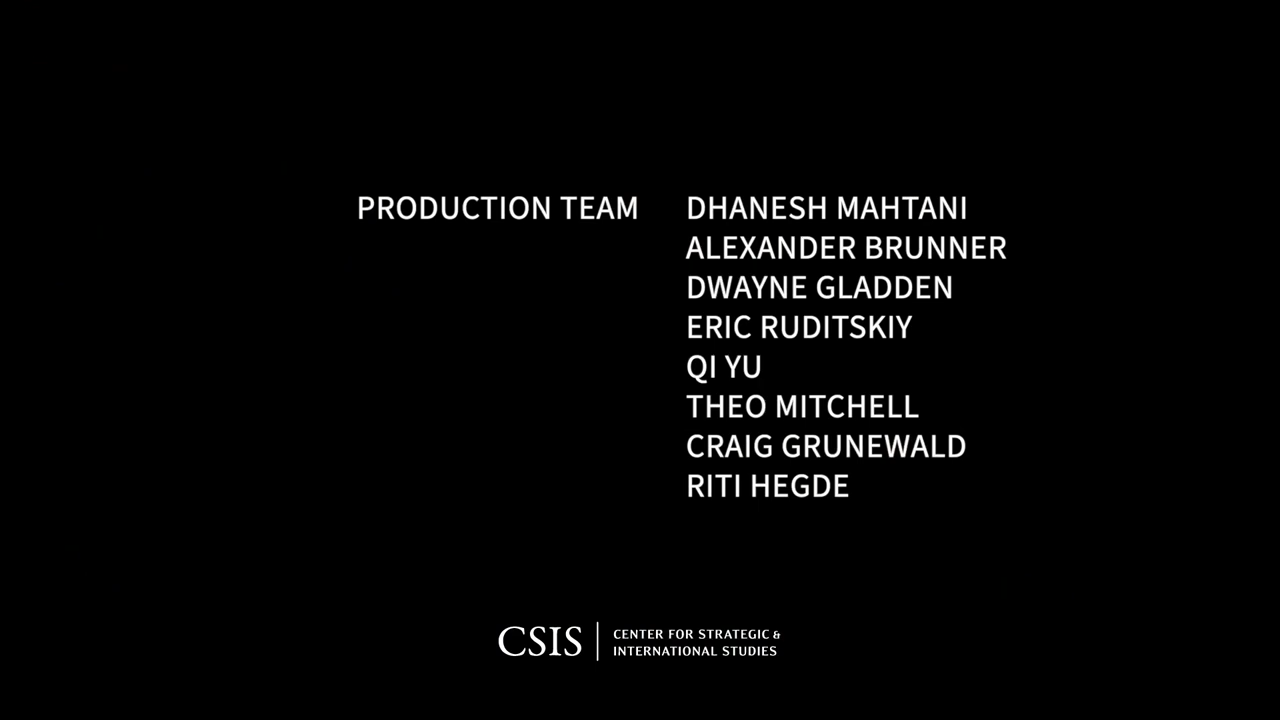 PRODUCTION TEAM DHANESH MAHTANI
ALEXANDER BRUNNER
DWAYNE GLADDEN
ERIC RUDITSKIY
QI YU
THEO MITCHELL
CRAIG GRUNEWALD
RITI HEGDE
CSIS
CENTER FOR STRATEGIC &
INTERNATIONAL STUDIES